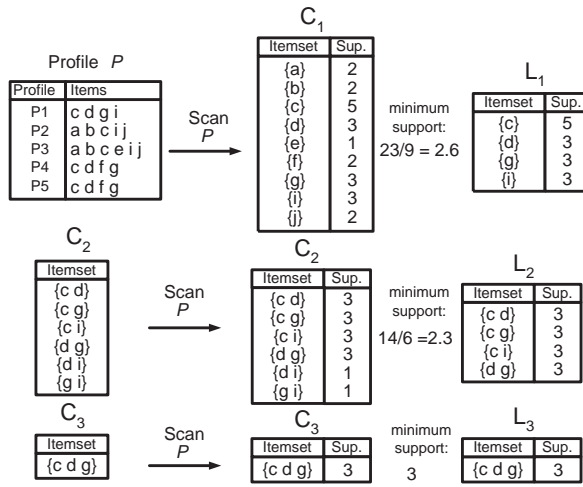 C1
Profile P
Itemset Sup.
{a} 2
{b} 2
{c} 5
{d} 3
{e} 1
{f} 2
{g} 3
{i} 3
{j} 2
Profile Items
P1 c d g i
P2 a b c i j
P3 a b c e i j
P4 c d f g
P5 c d f g
Scan
P
minimum
support:
23/9 = 2.6
L1
Itemset Sup.
{c} 5
{d} 3
{g} 3
{i} 3
C2
Itemset
{c d}
{c g}
{c i}
{d g}
{d i}
{g i}
Scan
P
C2
Itemset Sup.
{c d} 3
{c g} 3
{c i} 3
{d g} 3
{d i} 1
{g i} 1
minimum
support:
14/6 =2.3
L2
Itemset Sup.
{c d} 3
{c g} 3
{c i} 3
{d g} 3
C3
Itemset
{c d g}
Scan
P
C3
Itemset Sup.
{c d g} 3
minimum
support:
3
L3
Itemset Sup.
{c d g} 3